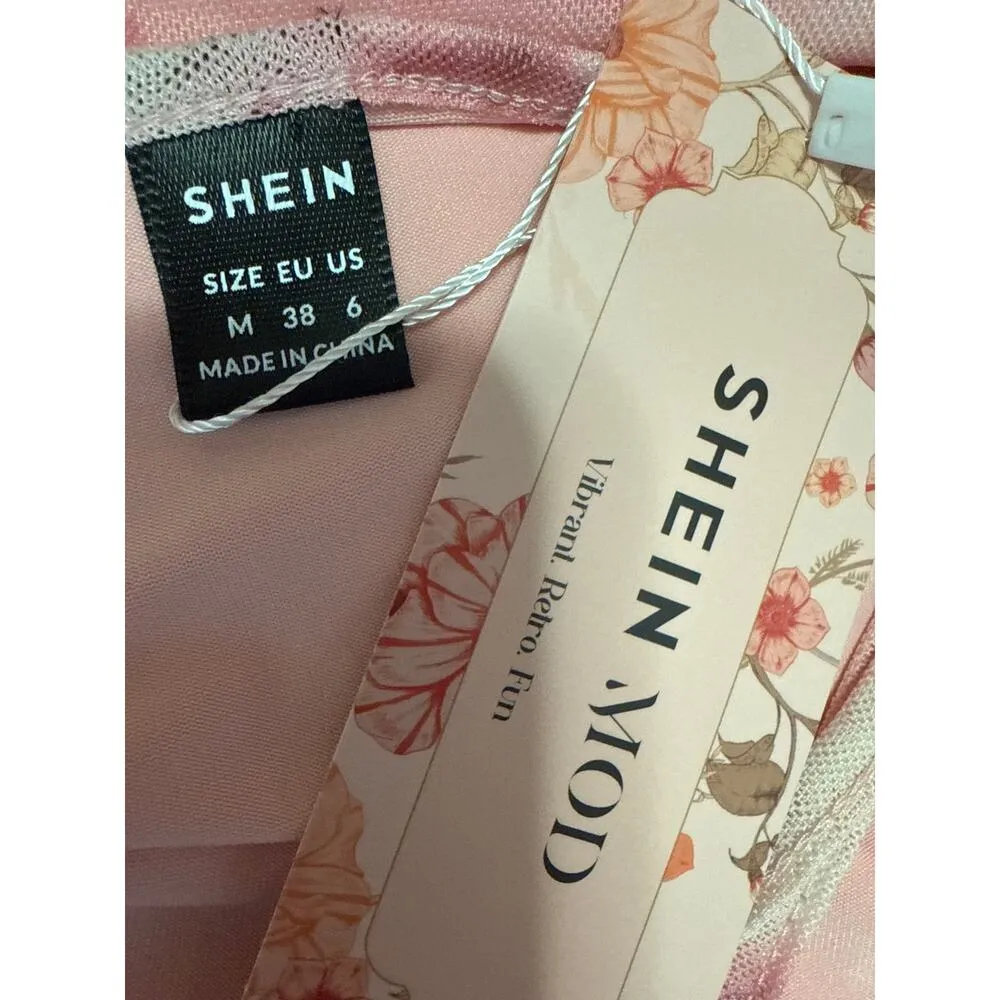 SHEIN
SIZE EU US
M 38 6
MADE IN CHINA
SHEIN MOD
Vibrant. Retro. Fun